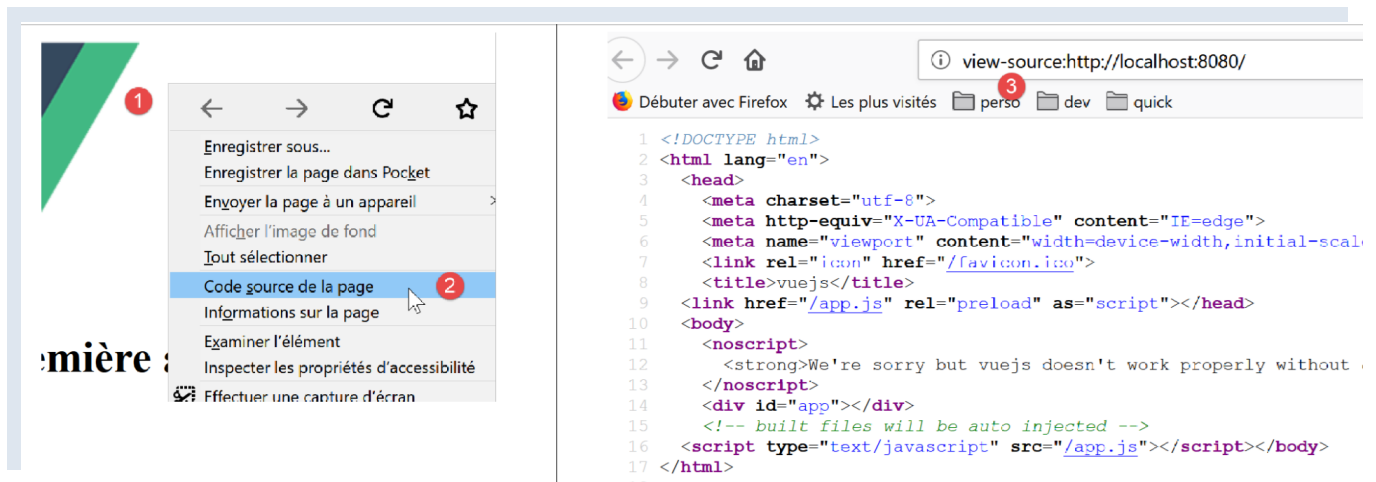 1
Enregistrer sous...
Enregistrer la page dans Pocket
Envoyer la page à un appareil
Afficher l'image de fond
Tout sélectionner
Code source de la page 2
Informations sur la page
Examiner l'élément
Inspecter les propriétés d'accessibilité
Effectuer une capture d'écran
emière
view-source:http://localhost:8080/
3
Débuter avec Firefox Les plus visités perso dev quick
1 <!DOCTYPE html>
2 <html lang="en">
3 <head>
4 <meta charset="utf-8">
5 <meta http-equiv="X-UA-Compatible" content="IE=edge">
6 <meta name="viewport" content="width=device-width,initial-scal
7 <link rel="icon" href="/favicon.ico">
8 <title>vuejs</title>
9 <link href="/app.js" rel="preload" as="script"></head>
10 <body>
11 <noscript>
12 <strong>We're sorry but vuejs doesn't work properly without
13 </noscript>
14 <div id="app"></div>
15 <!-- built files will be auto injected -->
16 <script type="text/javascript" src="/app.js"></script></body>
17 </html>